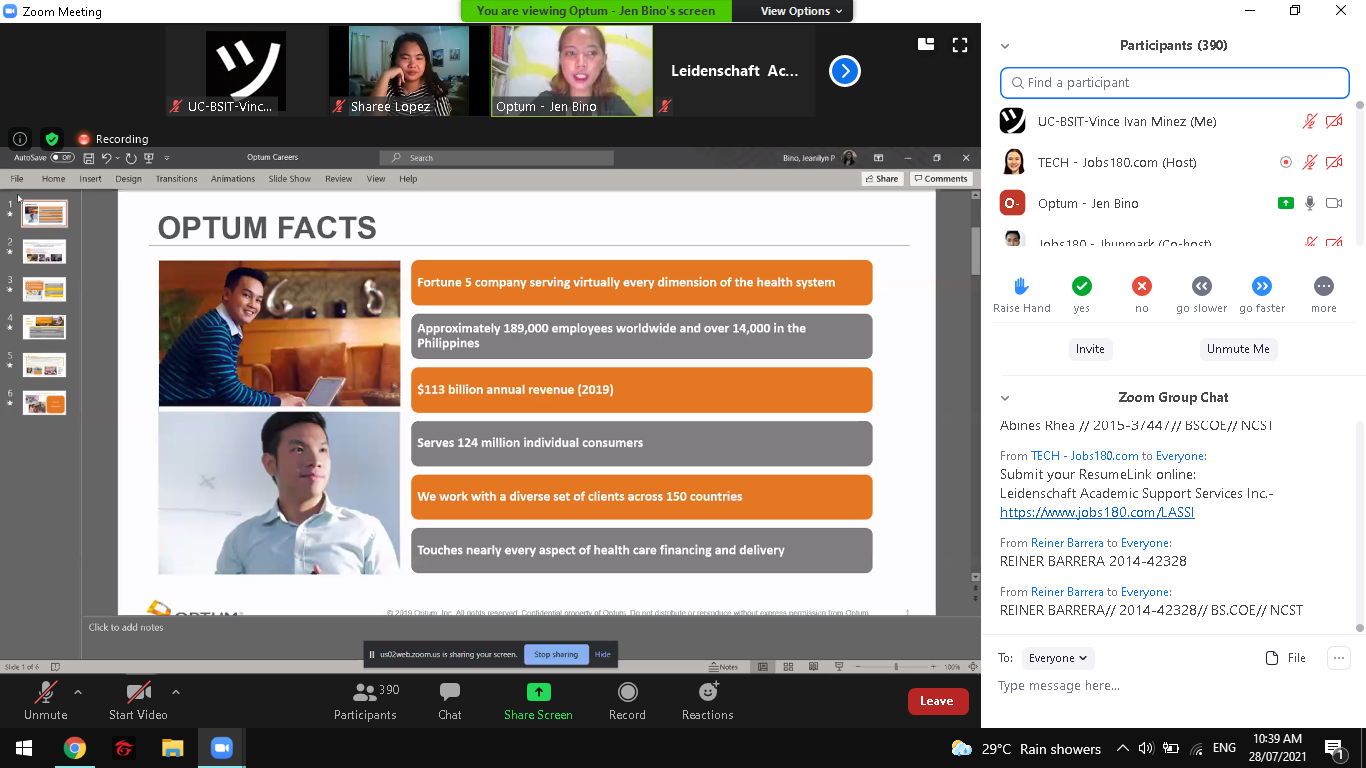 Zoom Meeting
You are viewing Optum - Jen Bino's screen
View Options
ツ
UC-BSIT-Vinc...
Sharee Lopez
Optum - Jen Bino
Leidenschaft Ac...
Recording
AutoSave Off
Optum Careers
Search
Bino, Jeanilyn P
File Home Insert Design Transitions Animations Slide Show Review View Help
Share
Comments
1
2
3
4
5
6
OPTUM FACTS
Fortune 5 company serving virtually every dimension of the health system
Approximately 189,000 employees worldwide and over 14,000 in the
Philippines
$113 billion annual revenue (2019)
Serves 124 million individual consumers
We work with a diverse set of clients across 150 countries
Touches nearly every aspect of health care financing and delivery
OPTUM
© 2019 Optum, Inc. All rights reserved. Confidential property of Optum. Do not distribute or reproduce without express permission from Optum. 1
Click to add notes
us02web.zoom.us is sharing your screen.
Stop sharing
Hide
Slide 1 of 6
Notes
100%
Unmute
Start Video
390
Participants
Chat
Share Screen
Record
Reactions
Leave
Participants (390)
Find a participant
UC-BSIT-Vince Ivan Minez (Me)
TECH - Jobs180.com (Host)
O-
Optum - Jen Bino
Jobs180 - Jhunmark (Co-host)
Raise Hand
yes
no
go slower
go faster
more
Invite
Unmute Me
Zoom Group Chat
Abines Rhea // 2015-37447// BSCOE// NCST
From TECH - Jobs180.com to Everyone:
Submit your ResumeLink online:
Leidenschaft Academic Support Services Inc.-
https://www.jobs180.com/LASSI
From Reiner Barrera to Everyone:
REINER BARRERA 2014-42328
From Reiner Barrera to Everyone:
REINER BARRERA// 2014-42328// BS.COE// NCST
To: Everyone
File
Type message here...
29°C Rain showers
ENG
10:39 AM
28/07/2021
1